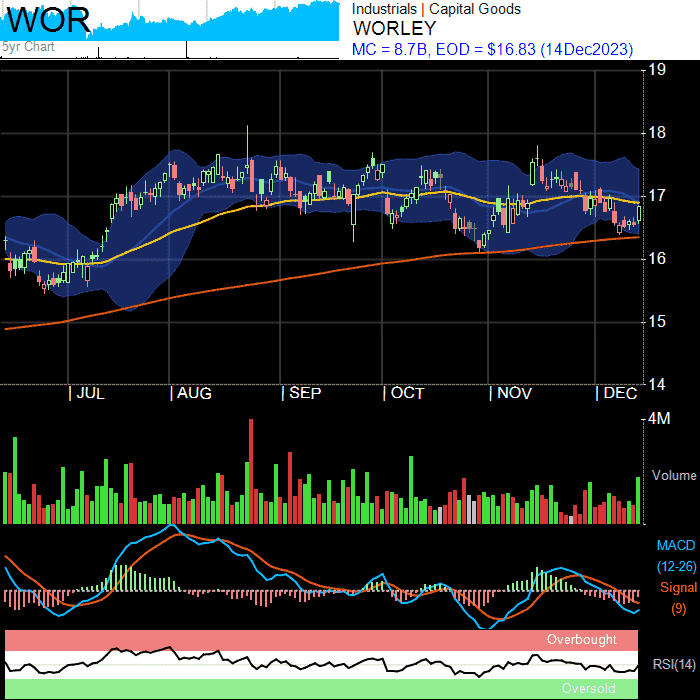 WOR
5yr Chart
Industrials | Capital Goods
WORLEY
MC = 8.7B, EOD = $16.83 (14Dec2023)
19
18
17
16
15
14
| JUL | AUG | SEP | OCT | NOV | DEC
4M
Volume
MACD
(12-26)
Signal
(9)
Overbought
RSI(14)
Oversold